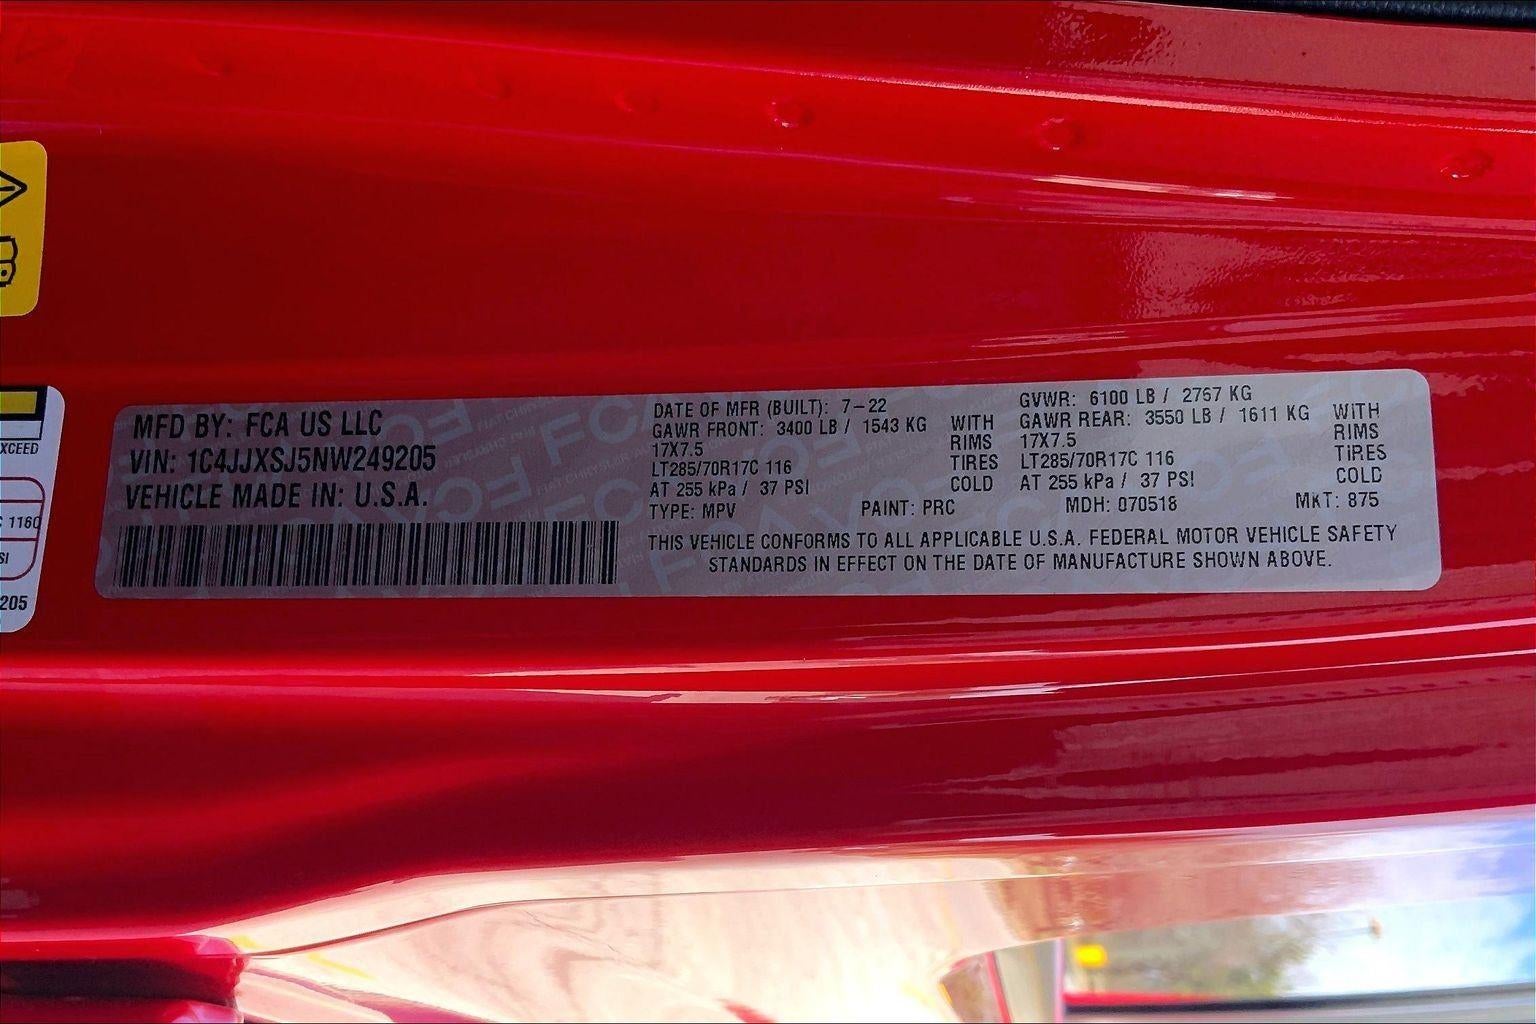 MFD BY: FCA US LLC
VIN: 1C4JJXSJ5NW249205
VEHICLE MADE IN: U.S.A.
DATE OF MFR (BUILT): 7-22
GAWR FRONT: 3400 LB / 1543 KG WITH
17X7.5 RIMS
LT285/70R17C 116 TIRES
AT 255 kPa / 37 PSI COLD
GVWR: 6100 LB / 2767 KG
GAWR REAR: 3550 LB / 1611 KG WITH
17X7.5 RIMS
LT285/70R17C 116 TIRES
AT 255 kPa / 37 PSI COLD
TYPE: MPV PAINT: PRC MDH: 070518 MKT: 875
THIS VEHICLE CONFORMS TO ALL APPLICABLE U.S.A. FEDERAL MOTOR VEHICLE SAFETY
STANDARDS IN EFFECT ON THE DATE OF MANUFACTURE SHOWN ABOVE.
XCEED
C 116Q
SI
205